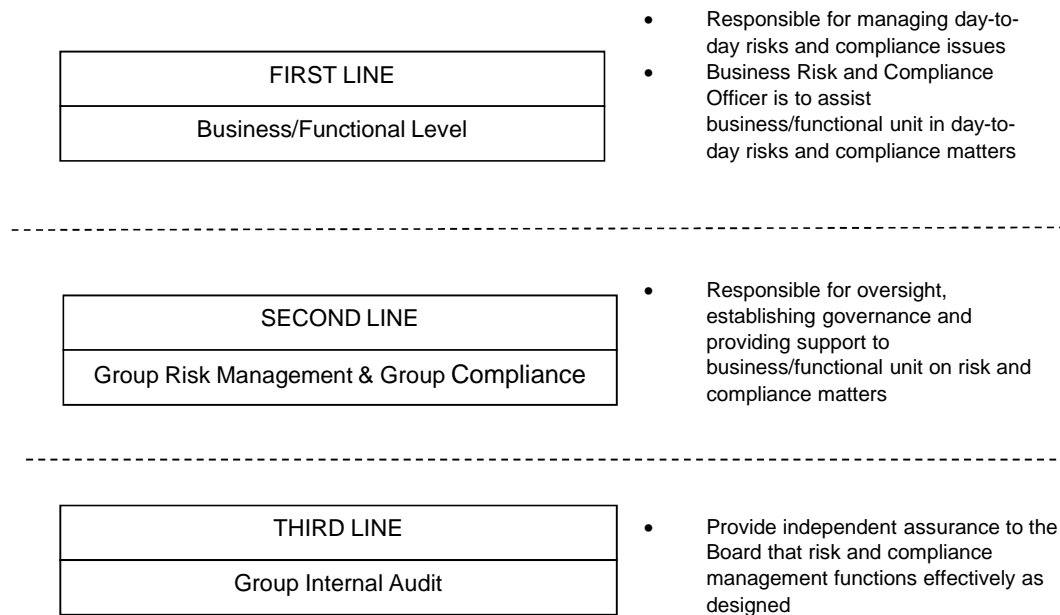 FIRST LINE
Business/Functional Level
• Responsible for managing day-to-
day risks and compliance issues
• Business Risk and Compliance
Officer is to assist
business/functional unit in day-to-
day risks and compliance matters
SECOND LINE
Group Risk Management & Group Compliance
• Responsible for oversight,
establishing governance and
providing support to
business/functional unit on risk and
compliance matters
THIRD LINE
Group Internal Audit
• Provide independent assurance to the
Board that risk and compliance
management functions effectively as
designed